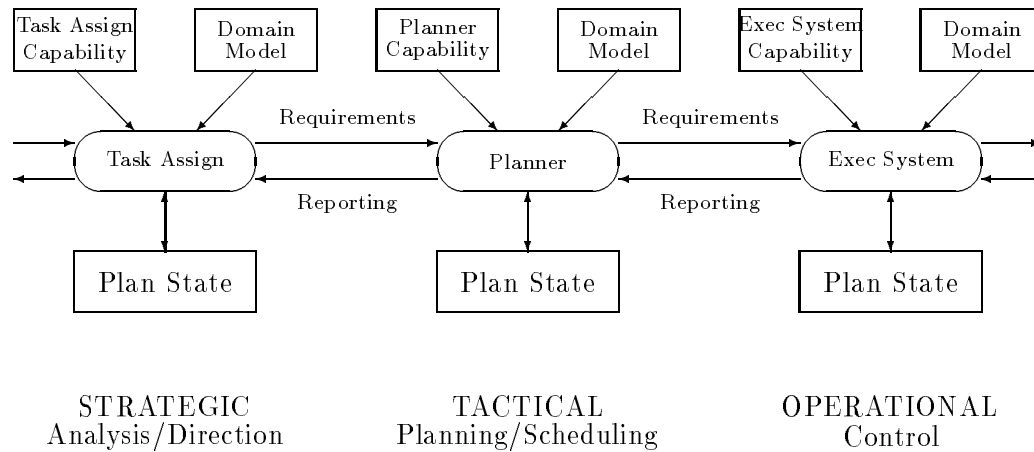 Task Assign
Capability
Domain
Model
Planner
Capability
Domain
Model
Exec System
Capability
Domain
Model
Requirements
Requirements
Task Assign
Planner
Exec System
Reporting
Reporting
Plan State
Plan State
Plan State
STRATEGIC
Analysis/Direction
TACTICAL
Planning/Scheduling
OPERATIONAL
Control